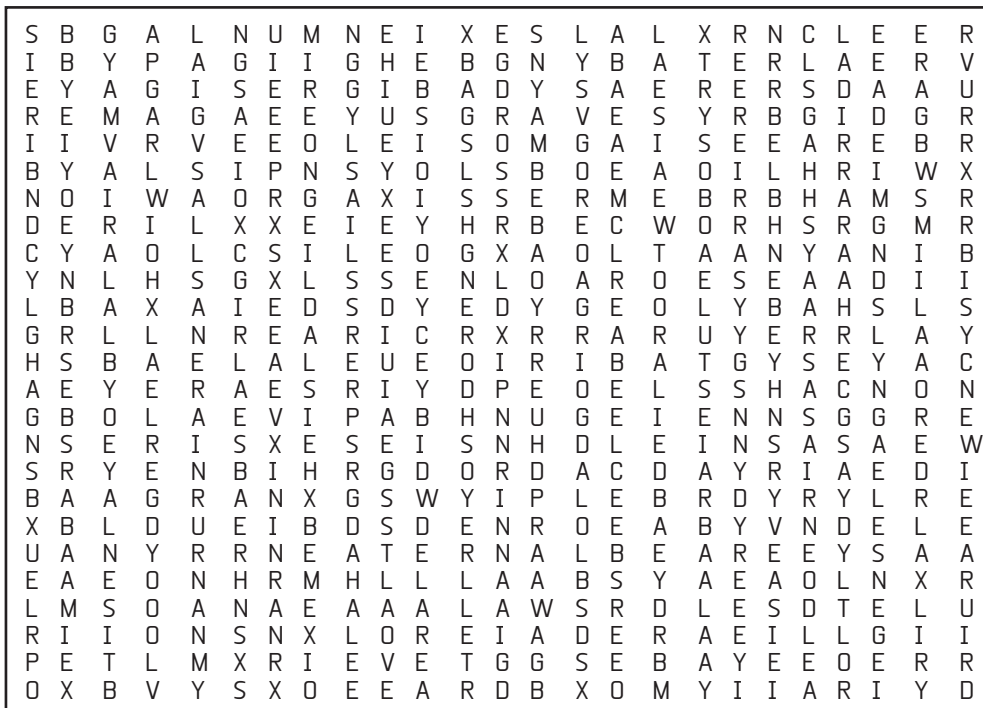 S B G A L N U M N E I X E S L A L X R N C L E E R
I B Y P A G I I G H E B G N Y B A T E R L A E R V
E Y A G I S E R G I B A D Y S A E R E R S D A A U
R E M A G A E E Y U S G R A V E S Y R B G I D G R
I I V R V E E O L E I S O M G A I S E E A R E B R
B Y A L S I P N S Y O L S B O E A O I L H R I W X
N O I W A O R G A X I S S E R M E B R B H A M S R
D E R I L X X E I E Y H R B E C W O R H S R G M R
C Y A O L C S I L E O G X A O L T A A N Y A N I B
Y N L H S G X L S S E N L O A R O E S E A A D I I
L B A X A I E D S D Y E D Y G E O L Y B A H S L S
G R L L N R E A R I C R X R R A R U Y E R R L A Y
H S B A E L A L E U E O I R I B A T G Y S E Y A C
A E Y E R A E S R I Y D P E O E L S S H A C N O N
G B O L A E V I P A B H N U G E I E N N S G G R E
N S E R I S X E S E I S N H D L E I N S A S A E W
S R Y E N B I H R G D O R D A C D A Y R I A E D I
B A A G R A N X G S W Y I P L E B R D Y R Y L R E
X B L D U E I B D S D E N R O E A B Y V N D E L E
U A N Y R R N E A T E R N A L B E A R E E Y S A A
E A E O N H R M H L L L A A B S Y A E A O L N X R
L M S O A N A E A A A L A W S R D L E S D T E L U
R I I O N S N X L O R E I A D E R A E I L L G I I
P E T L M X R I E V E T G G S E B A Y E E O E R R
O X B V Y S X O E E A R D B X O M Y I I A R I Y D